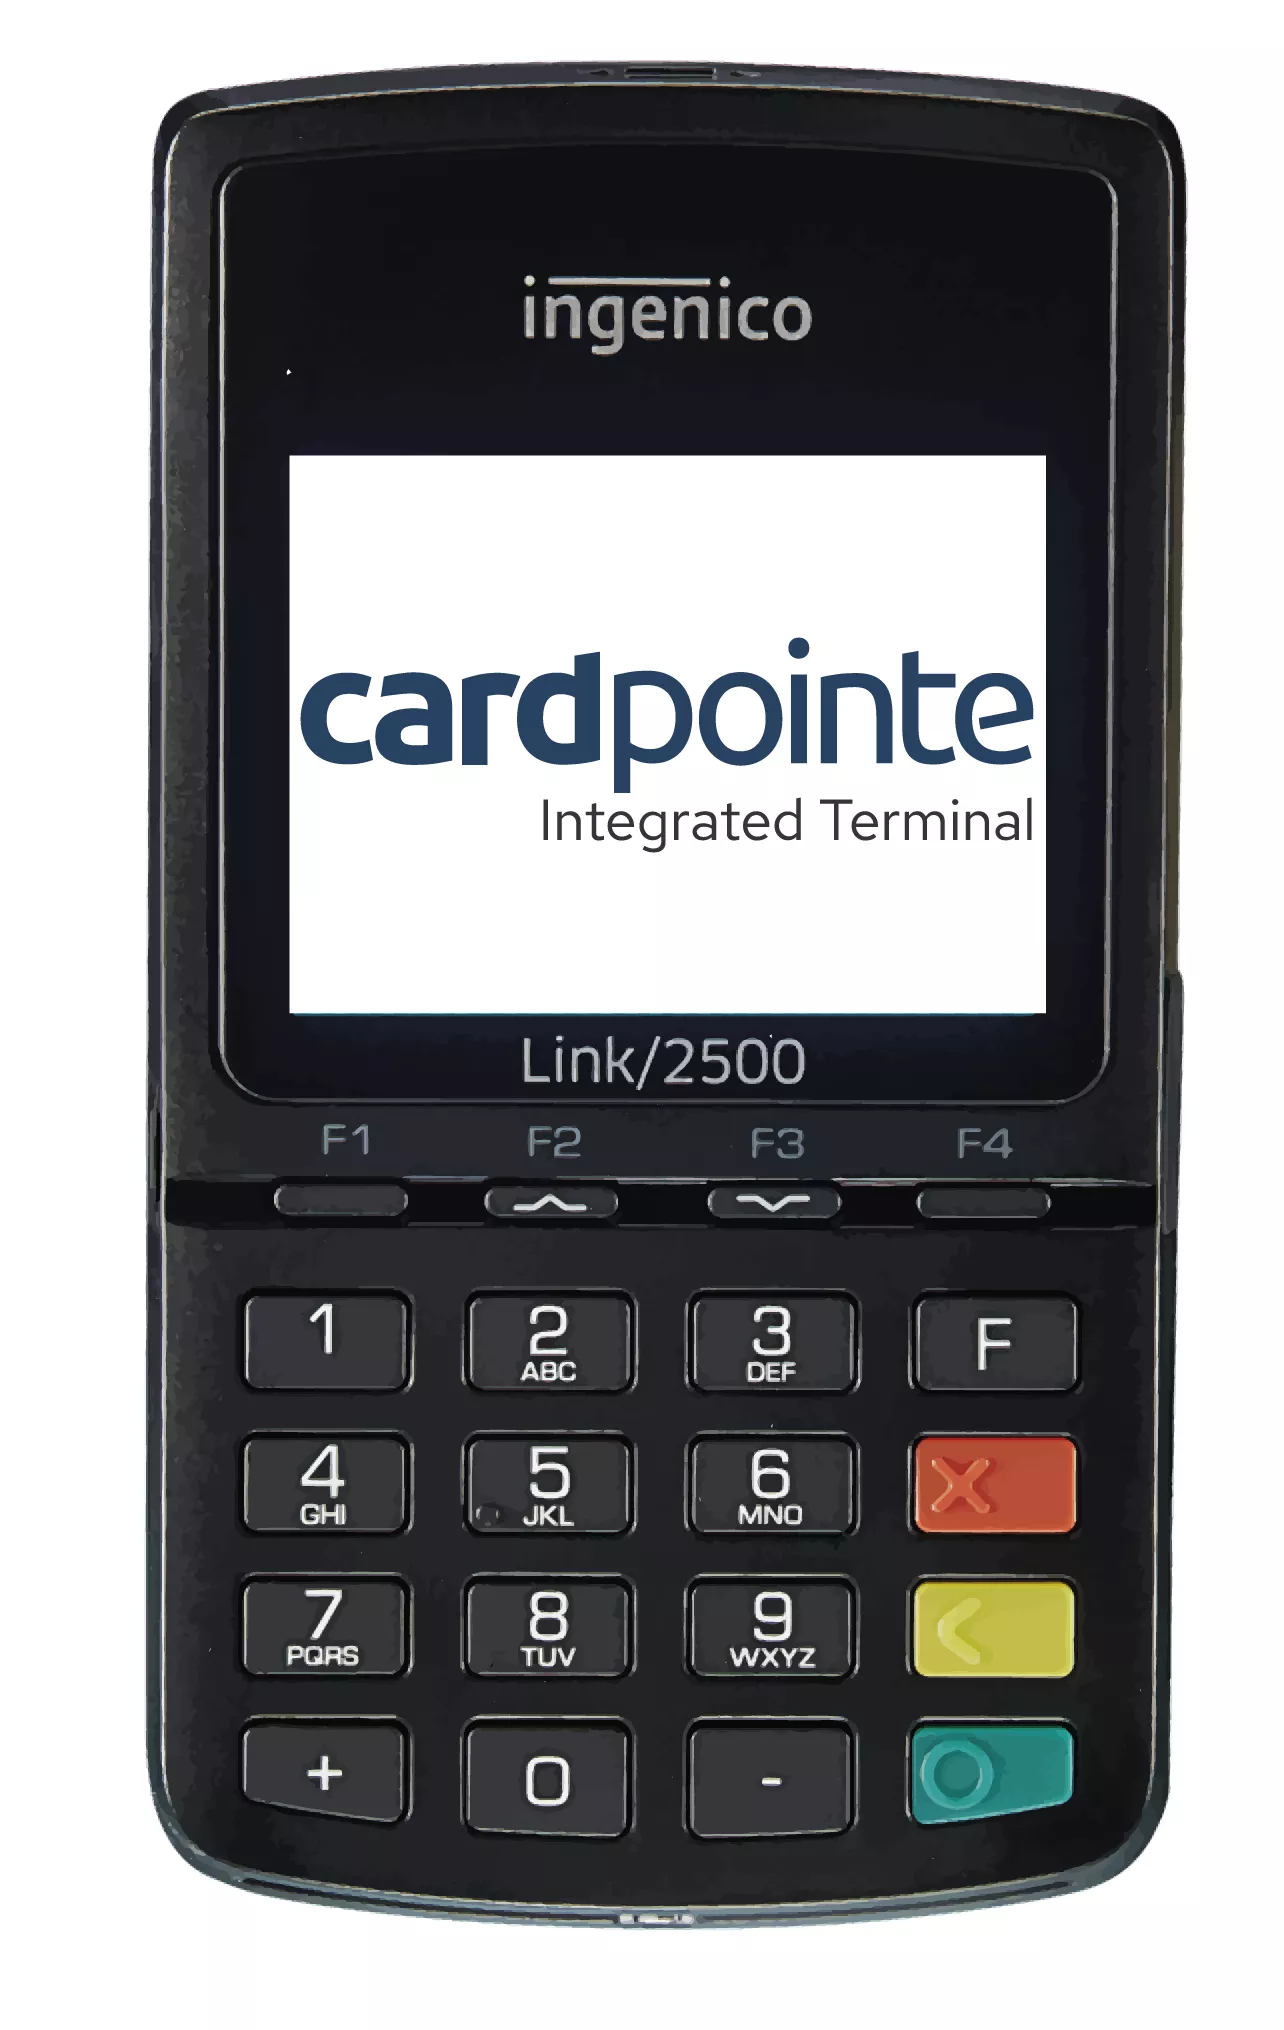 ingenico
cardpointe
Integrated Terminal
Link/2500
F1 F2 F3 F4
1 2 3 F
ABC DEF
4 5 6
GHI JKL MNO
7 8 9
PQRS TUV WXYZ
+ 0 -